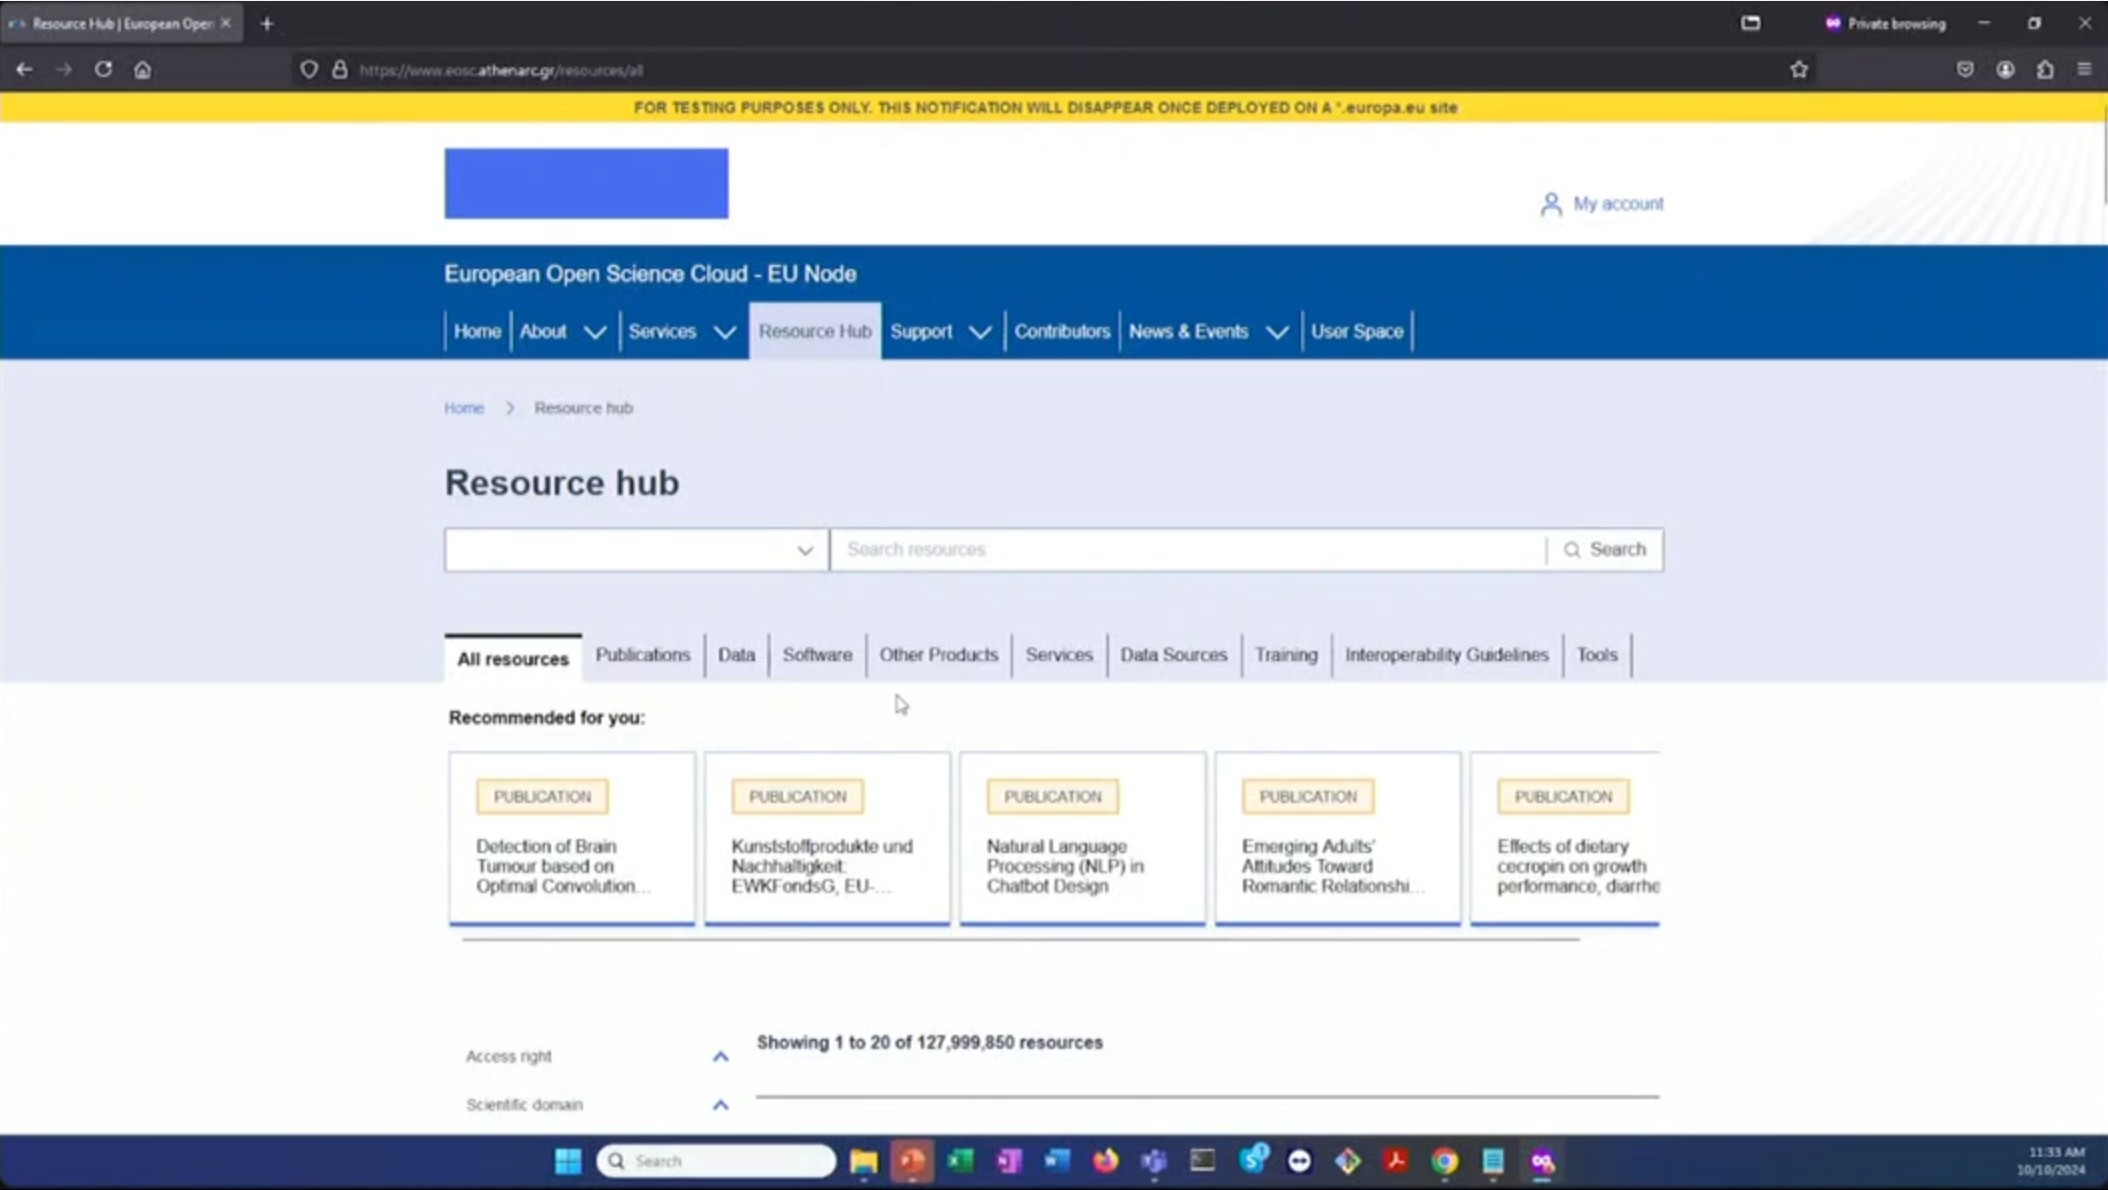 Resource Hub | European Open
Private browsing
https://www.eosc.athenarc.gr/resources/all
FOR TESTING PURPOSES ONLY. THIS NOTIFICATION WILL DISAPPEAR ONCE DEPLOYED ON A *.europa.eu site
My account
European Open Science Cloud - EU Node
Home About Services Resource Hub Support Contributors News & Events User Space
Home > Resource hub
Resource hub
Search resources Search
All resources Publications Data Software Other Products Services Data Sources Training Interoperability Guidelines Tools
Recommended for you:
PUBLICATION PUBLICATION PUBLICATION PUBLICATION PUBLICATION
Detection of Brain
Tumour based on
Optimal Convolution...
Kunststoffprodukte und
Nachhaltigkeit:
EWKFondsG, EU-...
Natural Language
Processing (NLP) in
Chatbot Design
Emerging Adults'
Attitudes Toward
Romantic Relationshi...
Effects of dietary
cecropin on growth
performance, diarrhe
Showing 1 to 20 of 127,999,850 resources
Access right
Scientific domain
Search
11:33 AM
10/10/2024